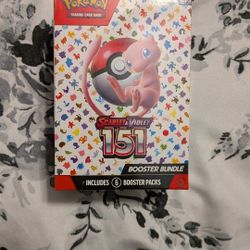 POKÉMON
TRADING CARD GAME
SCARLET & VIOLET
151
BOOSTER BUNDLE
INCLUDES 6 BOOSTER PACKS